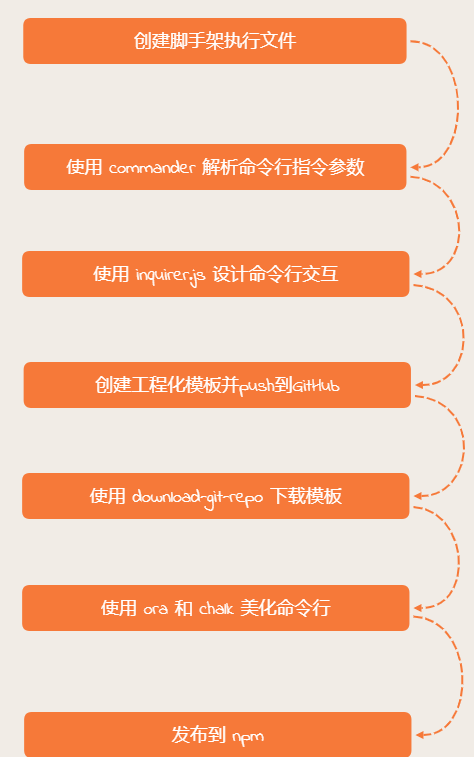 创建脚手架执行文件
使用 commander 解析命令行指令参数
使用 inquirer.js 设计命令行交互
创建工程化模板并push到GitHub
使用 download-git-repo 下载模板
使用 ora 和 chalk 美化命令行
发布到 npm